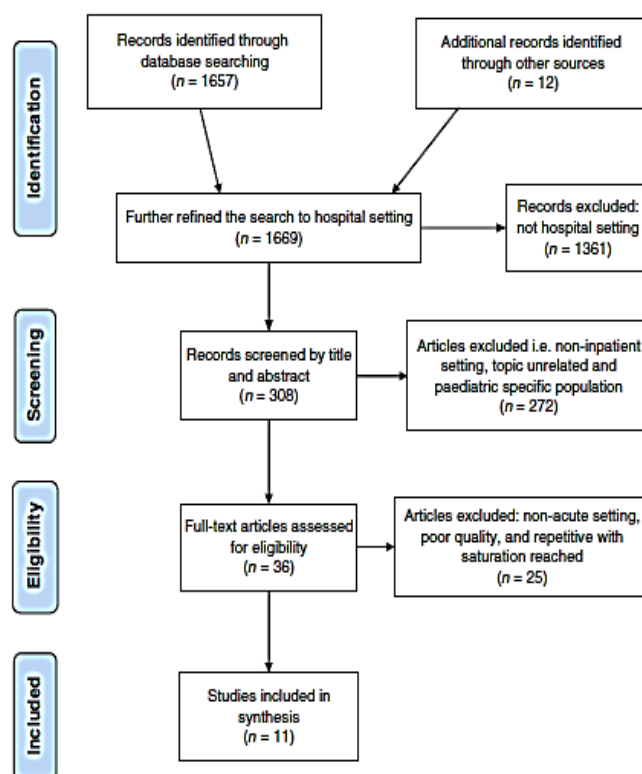 Identification
Records identified through
database searching
(n = 1657)
Additional records identified
through other sources
(n = 12)
Further refined the search to hospital setting
(n = 1669)
Records excluded:
not hospital setting
(n = 1361)
Screening
Records screened by title
and abstract
(n = 308)
Articles excluded i.e. non-inpatient
setting, topic unrelated and
paediatric specific population
(n = 272)
Eligibility
Full-text articles assessed
for eligibility
(n = 36)
Articles excluded: non-acute setting,
poor quality, and repetitive with
saturation reached
(n = 25)
Included
Studies included in
synthesis
(n = 11)